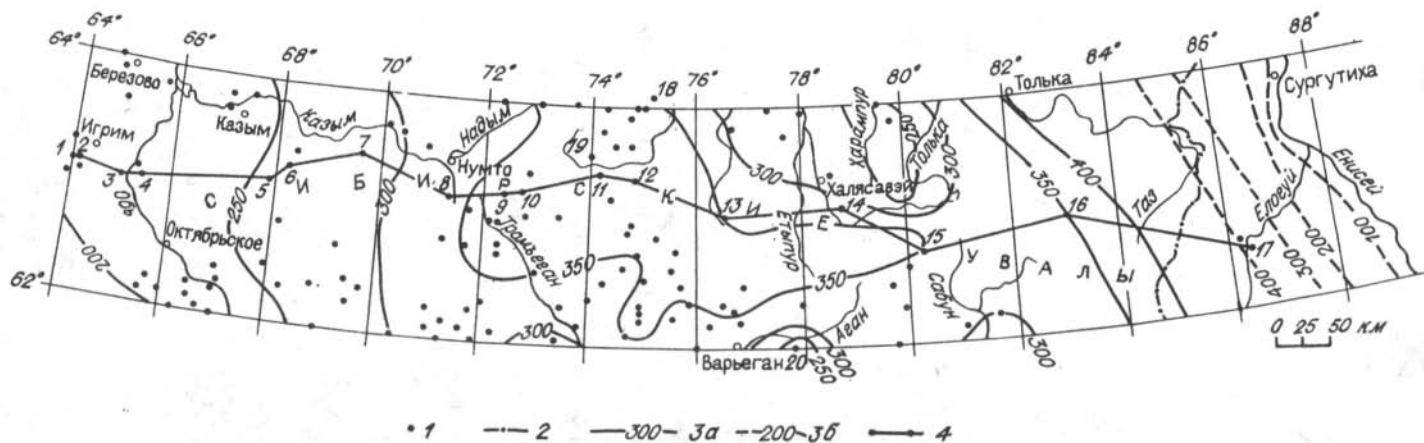 64° 66° 68° 70° 72° 74° 18 76° 78° 80° 82° 84° 86° 88°
64°
Березово
Казым
Казым
Надым
Харампур
Толька
Толька
Сургутиха
250
Игрим
1 2 3 4 5 6 7 8 9 10 19 11 12 13 14 15 16 17
Нумто
Халясавэй
300
300
350
400
Енисей
Елогуй
С И Б И Р С К И Е
У В А Л Ы
Обь
Октябрьское
250
300
Етыпур
Таз
200
62°
350
350
Сабун
Аган
300
Варьеган 20
300
250
300
400
300
200
100
0 25 50 км
1 2 300 3а 200 3б 4